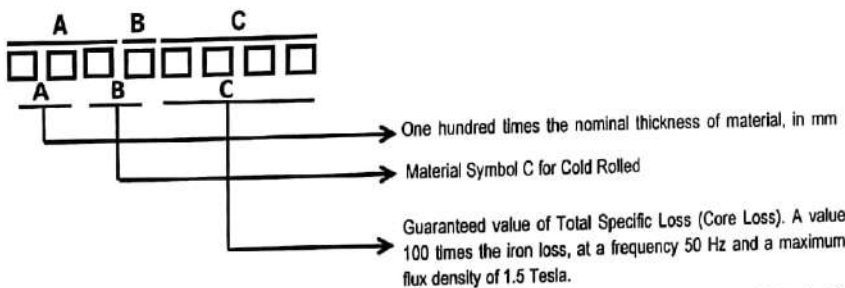 A B C
A B C
One hundred times the nominal thickness of material, in mm
Material Symbol C for Cold Rolled
Guaranteed value of Total Specific Loss (Core Loss). A value
100 times the iron loss, at a frequency 50 Hz and a maximum
flux density of 1.5 Tesla.